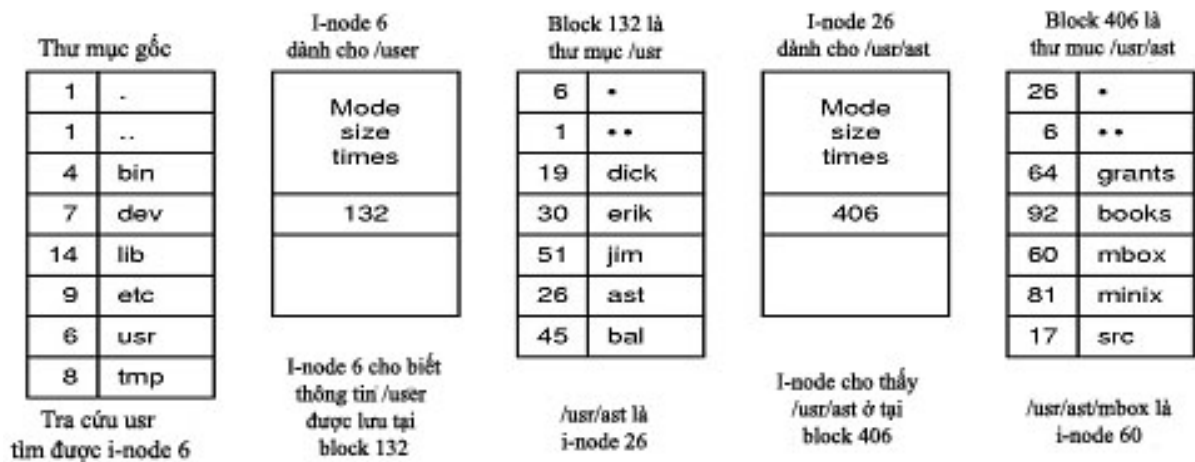 Thư mục gốc
1 .
1 ..
4 bin
7 dev
14 lib
9 etc
6 usr
8 tmp
Tra cứu usr
tìm được i-node 6
I-node 6
dành cho /user
Mode
size
times
132
I-node 6 cho biết
thông tin /user
được lưu tại
block 132
Block 132 là
thư mục /usr
6 •
1 ••
19 dick
30 erik
51 jim
26 ast
45 bal
/usr/ast là
i-node 26
I-node 26
dành cho /usr/ast
Mode
size
times
406
I-node cho thấy
/usr/ast ở tại
block 406
Block 406 là
thư muc /usr/ast
26 •
6 ••
64 grants
92 books
60 mbox
81 minix
17 src
/usr/ast/mbox là
i-node 60